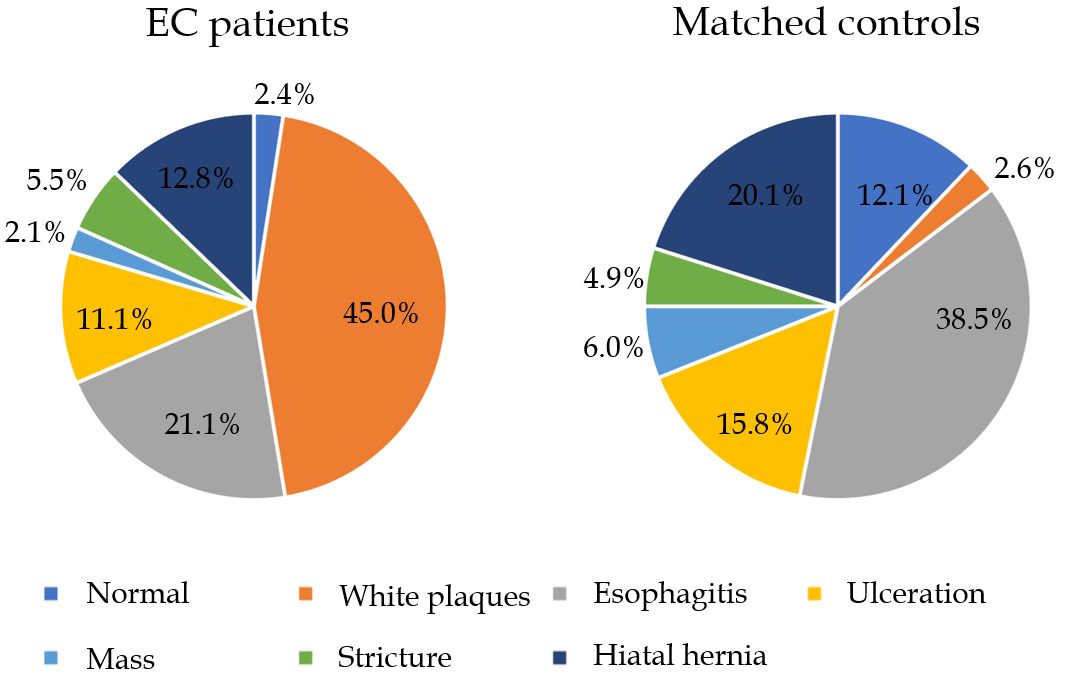 EC patients
Matched controls
2.4%
45.0%
21.1%
11.1%
2.1%
5.5%
12.8%
12.1%
2.6%
38.5%
15.8%
6.0%
4.9%
20.1%
Normal
White plaques
Esophagitis
Ulceration
Mass
Stricture
Hiatal hernia